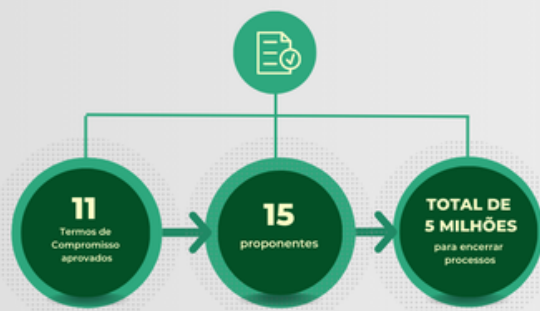 11
Termos de
Compromisso
aprovados
15
proponentes
TOTAL DE
5 MILHÕES
para encerrar
processos